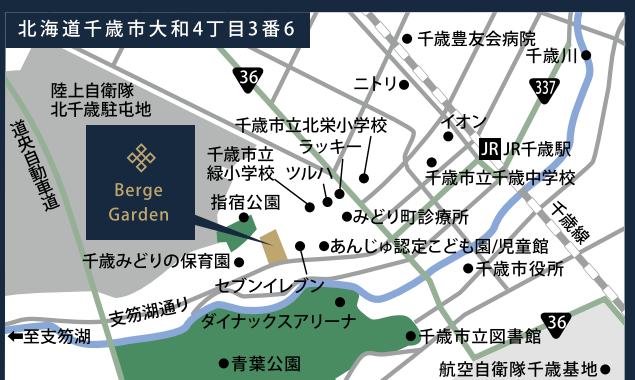 北海道千歳市大和4丁目3番6
千歳豊友会病院
千歳川
36
ニトリ
337
陸上自衛隊
北千歳駐屯地
イオン
千歳市立北栄小学校
ラッキー
JR JR千歳駅
道央自動車道
千歳市立
緑小学校
ツルハ
千歳市立千歳中学校
Berge
Garden
指宿公園
みどり町診療所
千歳線
あんじゅ認定こども園/児童館
千歳みどりの保育園
千歳市役所
セブンイレブン
支笏湖通り
ダイナックスアリーナ
36
←至支笏湖
千歳市立図書館
青葉公園
航空自衛隊千歳基地